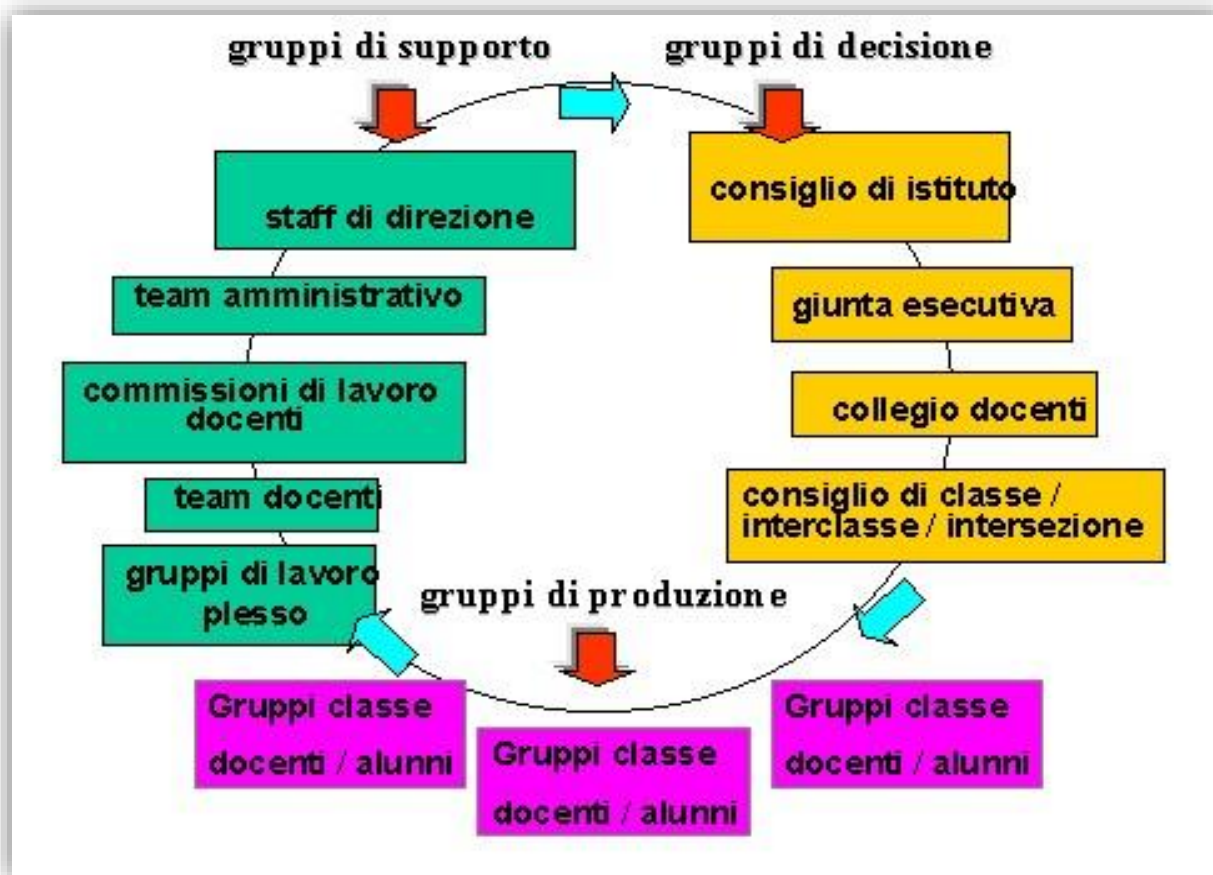 gruppi di supporto
gruppi di decisione
staff di direzione
team amministrativo
commissioni di lavoro
docenti
team docenti
gruppi di lavoro
plesso
consiglio di istituto
giunta esecutiva
collegio docenti
consiglio di classe /
interclasse / intersezione
gruppi di produzione
Gruppi classe
docenti / alunni
Gruppi classe
docenti / alunni
Gruppi classe
docenti / alunni